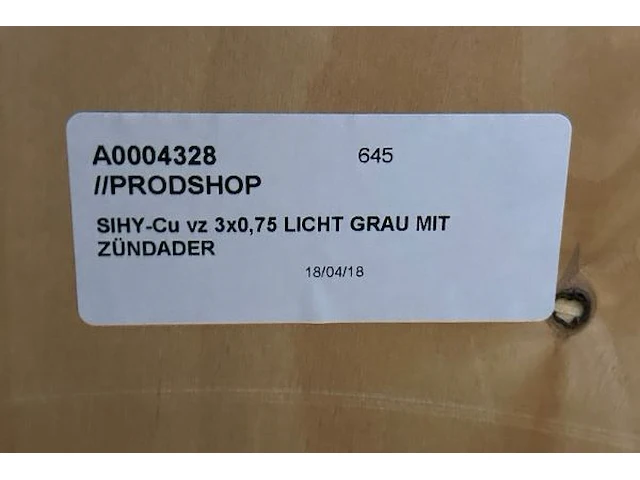 A0004328 645
//PRODSHOP
SIHY-Cu vz 3x0,75 LICHT GRAU MIT
ZÜNDADER
18/04/18